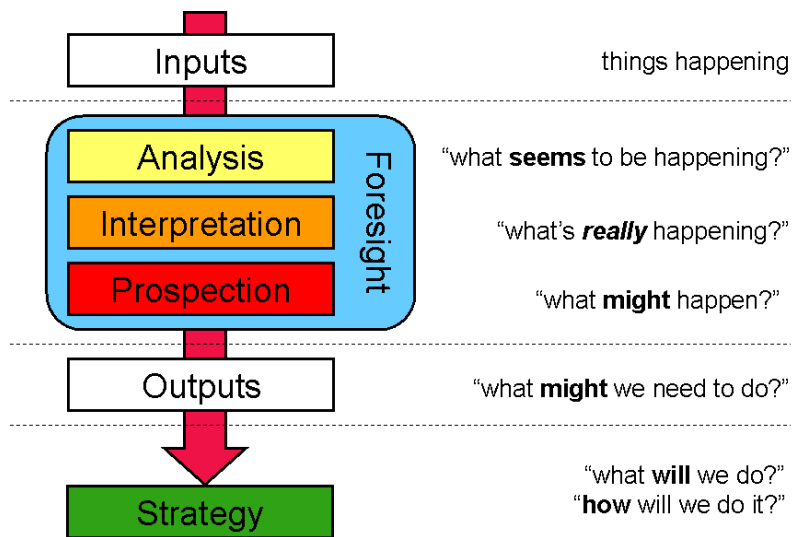 Inputs
things happening
Analysis
“what seems to be happening?”
Foresight
Interpretation
“what’s really happening?”
Prospection
“what might happen?”
Outputs
“what might we need to do?”
“what will we do?”
“how will we do it?”
Strategy